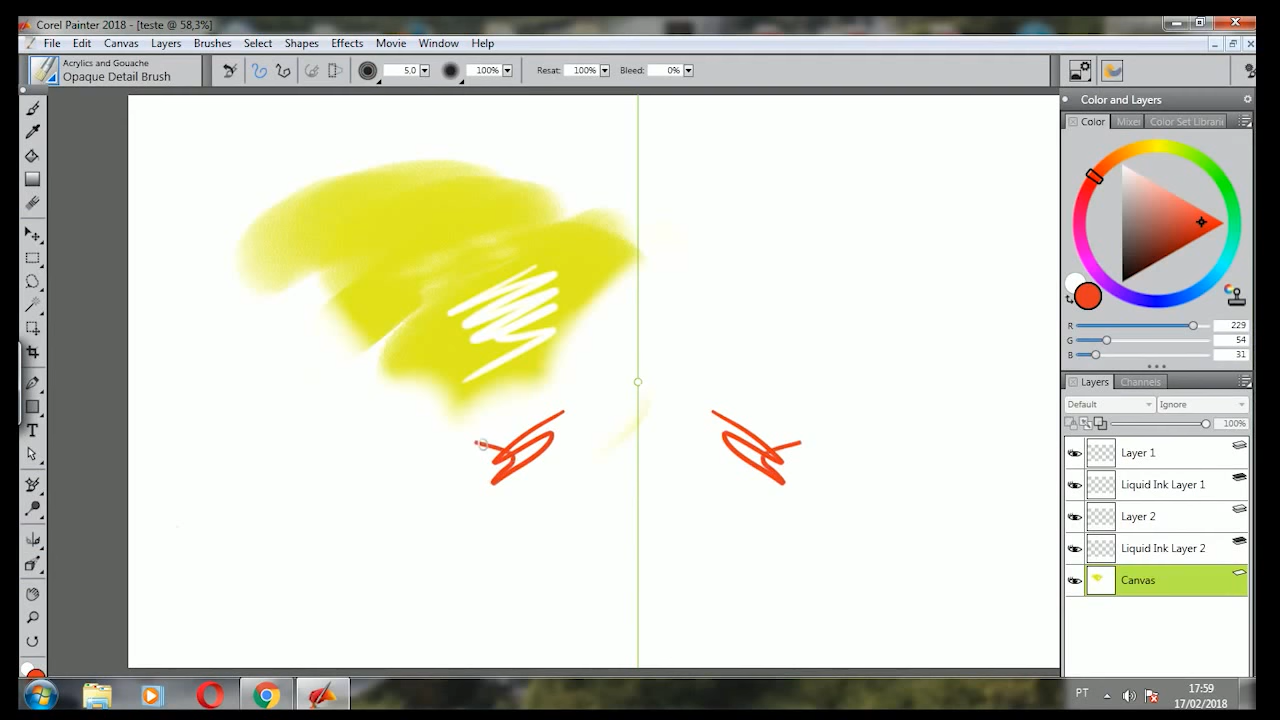 Corel Painter 2018 - [teste @ 58,3%]
File Edit Canvas Layers Brushes Select Shapes Effects Movie Window Help
Acrylics and Gouache
Opaque Detail Brush
5,0
100%
Resat: 100%
Bleed: 0%
Color and Layers
Color Mixer Color Set Librari
R 229
G 54
B 31
Layers Channels
Default Ignore
100%
Layer 1
Liquid Ink Layer 1
Layer 2
Liquid Ink Layer 2
Canvas
T
PT
17:59
17/02/2018